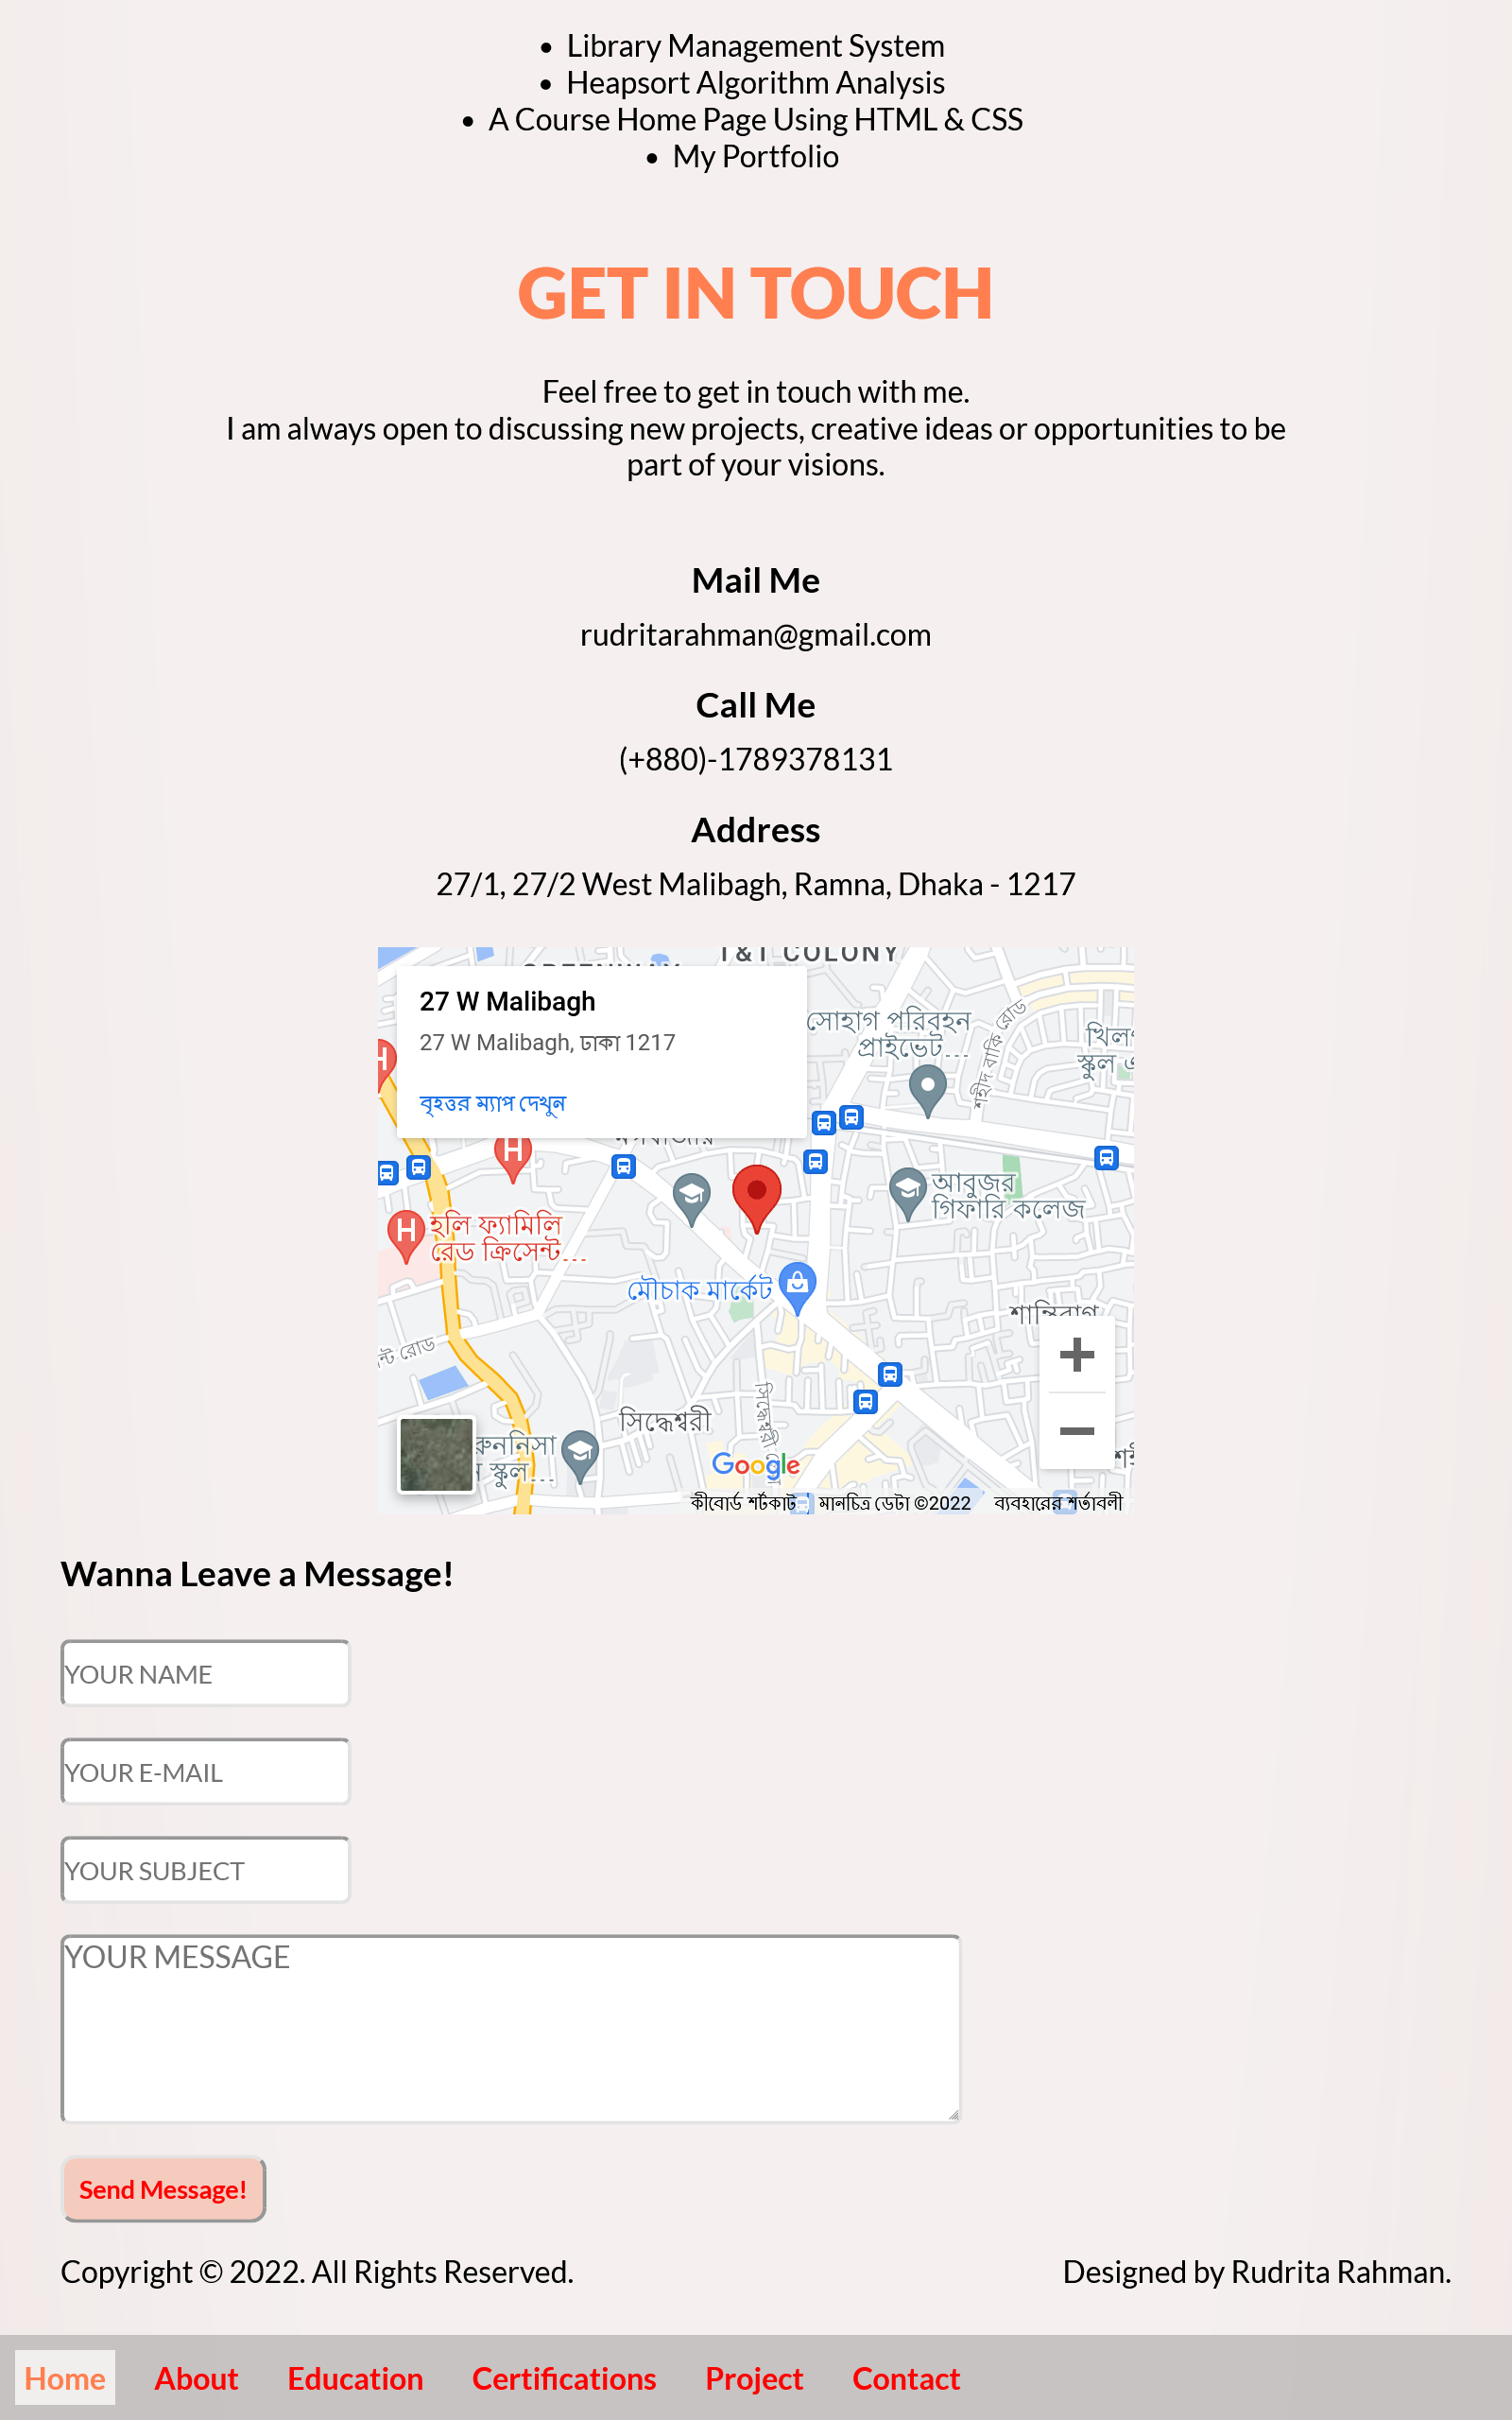 Library Management System
Heapsort Algorithm Analysis
A Course Home Page Using HTML & CSS
My Portfolio
GET IN TOUCH
Feel free to get in touch with me.
I am always open to discussing new projects, creative ideas or opportunities to be
part of your visions.
Mail Me
rudritarahman@gmail.com
Call Me
(+880)-1789378131
Address
27/1, 27/2 West Malibagh, Ramna, Dhaka - 1217
T&T COLONY
27 W Malibagh
27 W Malibagh, ঢাকা 1217
বৃহত্তর ম্যাপ দেখুন
সোহাগ পরিবহন
প্রাইভেট...
শহীদ বাকি রোড
স্কুল এ
আবুজর
গিফারি কলেজ
হলি ফ্যামিলি
রেড ক্রিসেন্ট...
মৌচাক মার্কেট
শান্তিবাগ
রোড
সিদ্ধেশ্বরী
সিদ্ধেশ্বরী
রুননিসা
স্কুল...
Google
কীবোর্ড শর্টকাট
মানচিত্র ডেটা ©2022
ব্যবহারের শর্তাবলী
Wanna Leave a Message!
YOUR NAME
YOUR E-MAIL
YOUR SUBJECT
YOUR MESSAGE
Send Message!
Copyright © 2022. All Rights Reserved.
Designed by Rudrita Rahman.
Home About Education Certifications Project Contact